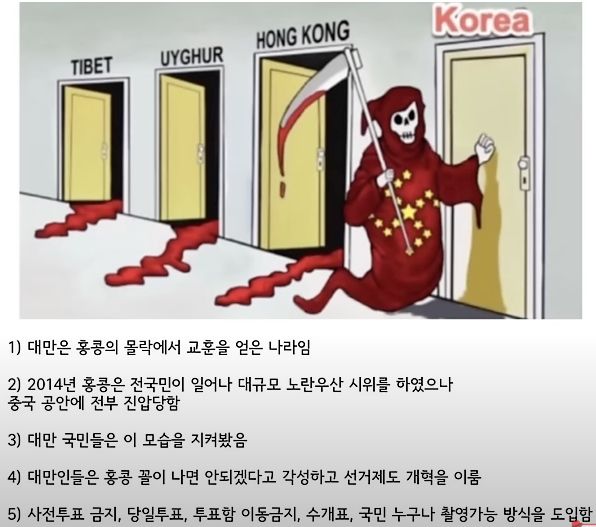 TIBET
UYGHUR
HONG KONG
Korea
1) 대만은 홍콩의 몰락에서 교훈을 얻은 나라임
2) 2014년 홍콩은 전국민이 일어나 대규모 노란우산 시위를 하였으나
중국 공안에 전부 진압당함
3) 대만 국민들은 이 모습을 지켜봤음
4) 대만인들은 홍콩 꼴이 나면 안되겠다고 각성하고 선거제도 개혁을 이룸
5) 사전투표 금지, 당일투표, 투표함 이동금지, 수개표, 국민 누구나 촬영가능 방식을 도입함